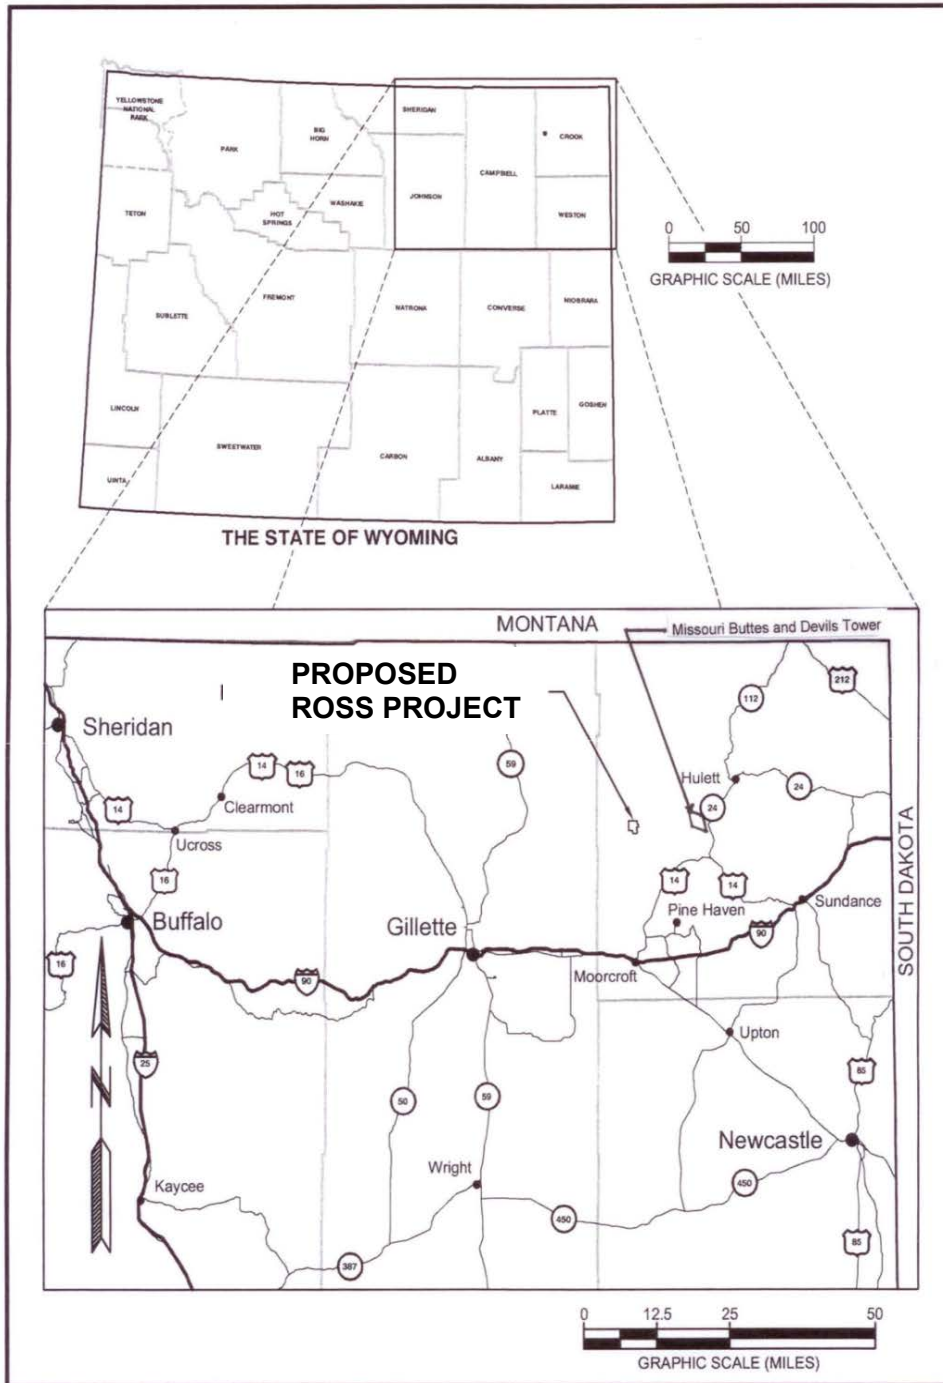 YELLOWSTONE
NATIONAL
PARK
PARK
BIG
HORN
SHERIDAN
CROOK
CAMPBELL
JOHNSON
WESTON
TETON
HOT
SPRINGS
WASHAKIE
0 50 100
GRAPHIC SCALE (MILES)
FREMONT
SUBLETTE
NATRONA
CONVERSE
NIOBRARA
LINCOLN
PLATTE
GOSHEN
SWEETWATER
CARBON
ALBANY
UINTA
LARAMIE
THE STATE OF WYOMING
MONTANA
Missouri Buttes and Devils Tower
PROPOSED
ROSS PROJECT
212
112
Sheridan
59
14
16
Hulett
24
24
Clearmont
14
Ucross
SOUTH DAKOTA
16
14
14
Sundance
Pine Haven
Buffalo
Gillette
90
16
Moorcroft
90
N
Upton
25
85
50
59
Newcastle
Wright
450
Kaycee
450
85
387
0 12.5 25 50
GRAPHIC SCALE (MILES)